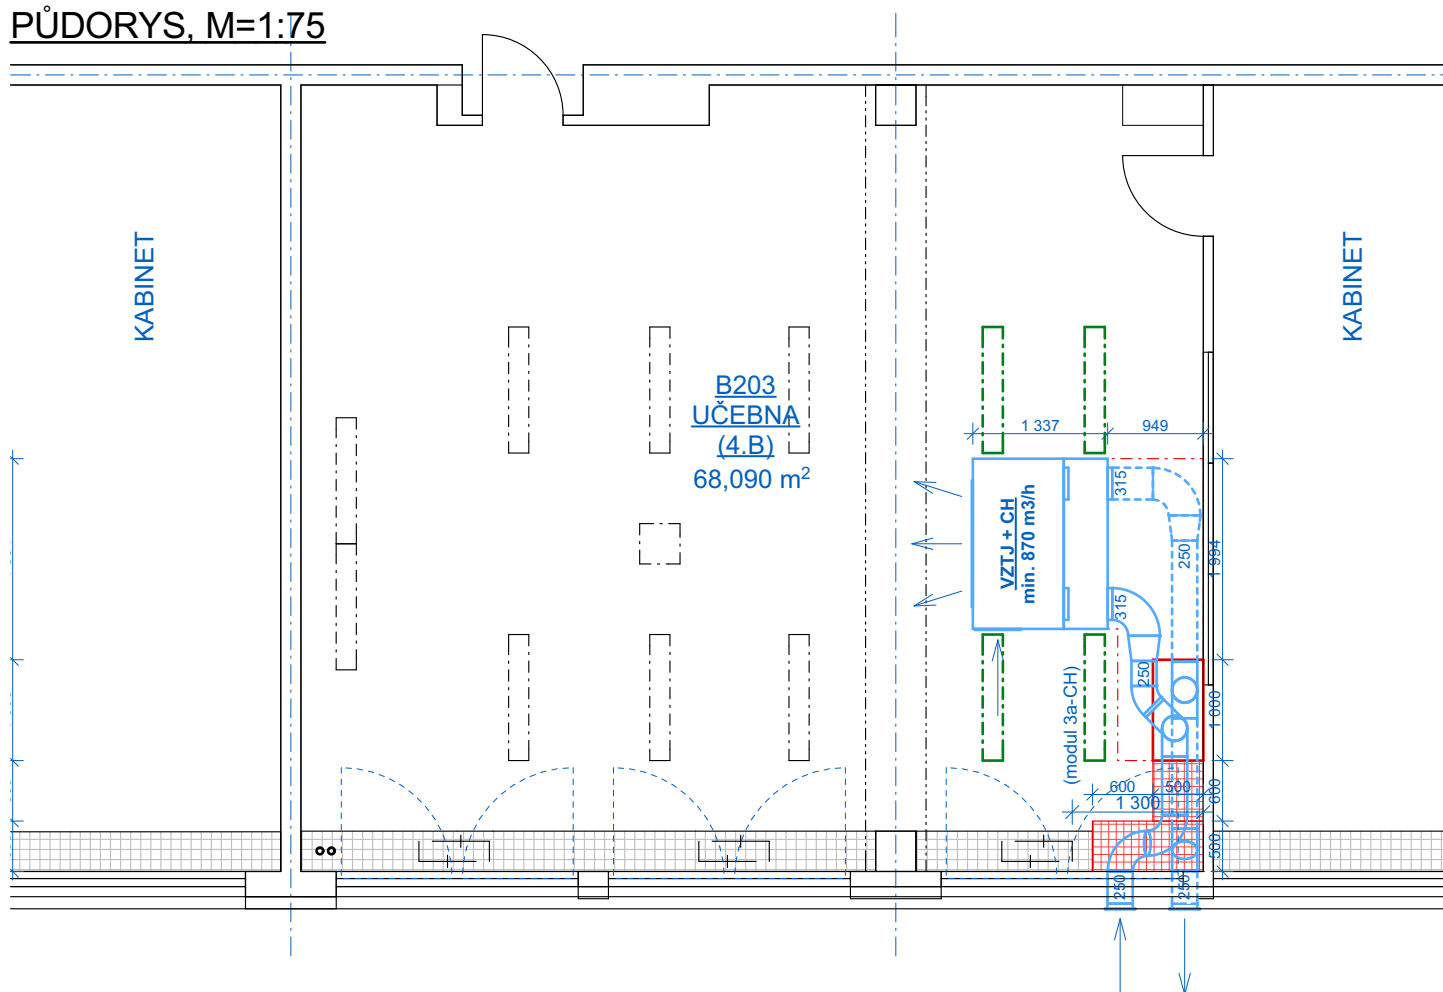 PŮDORYS, M=1:75
KABINET
KABINET
B203
UČEBNA
(4.B)
68,090 m²
1 337
949
VZTJ + CH
min. 870 m3/h
315
250
1 994
315
250
(modul 3a-CH)
1 000
600
500
600
1 300
500
250
250